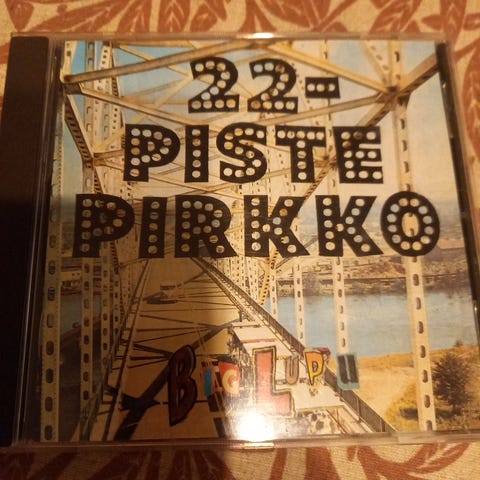 22-
PISTE
PIRKKO
BIG LUPU